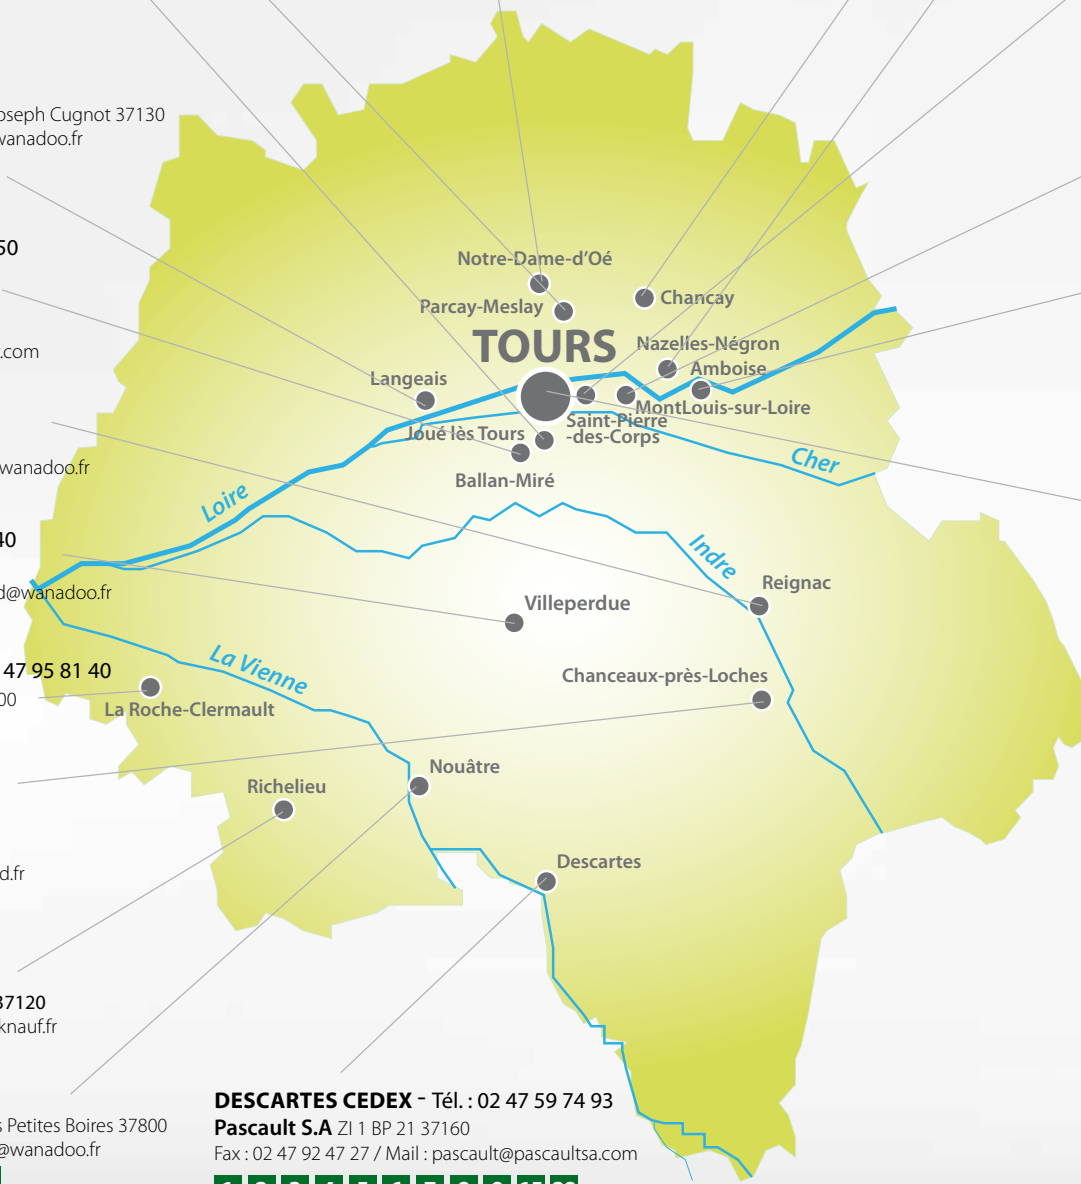 oseph Cugnot 37130
wanadoo.fr
50
.com
wanadoo.fr
40
d@wanadoo.fr
47 95 81 40
00
d.fr
37120
knauf.fr
s Petites Boires 37800
@wanadoo.fr
Notre-Dame-d'Oé
Parcay-Meslay
Chancay
TOURS
Nazelles-Négron
Amboise
Langeais
MontLouis-sur-Loire
Saint-Pierre
-des-Corps
Joué lès Tours
Ballan-Miré
Cher
Loire
Indre
Reignac
Villeperdue
La Vienne
Chanceaux-près-Loches
La Roche-Clermault
Nouâtre
Richelieu
Descartes
DESCARTES CEDEX - Tél. : 02 47 59 74 93
Pascault S.A ZI 1 BP 21 37160
Fax : 02 47 92 47 27 / Mail : pascault@pascaultsa.com